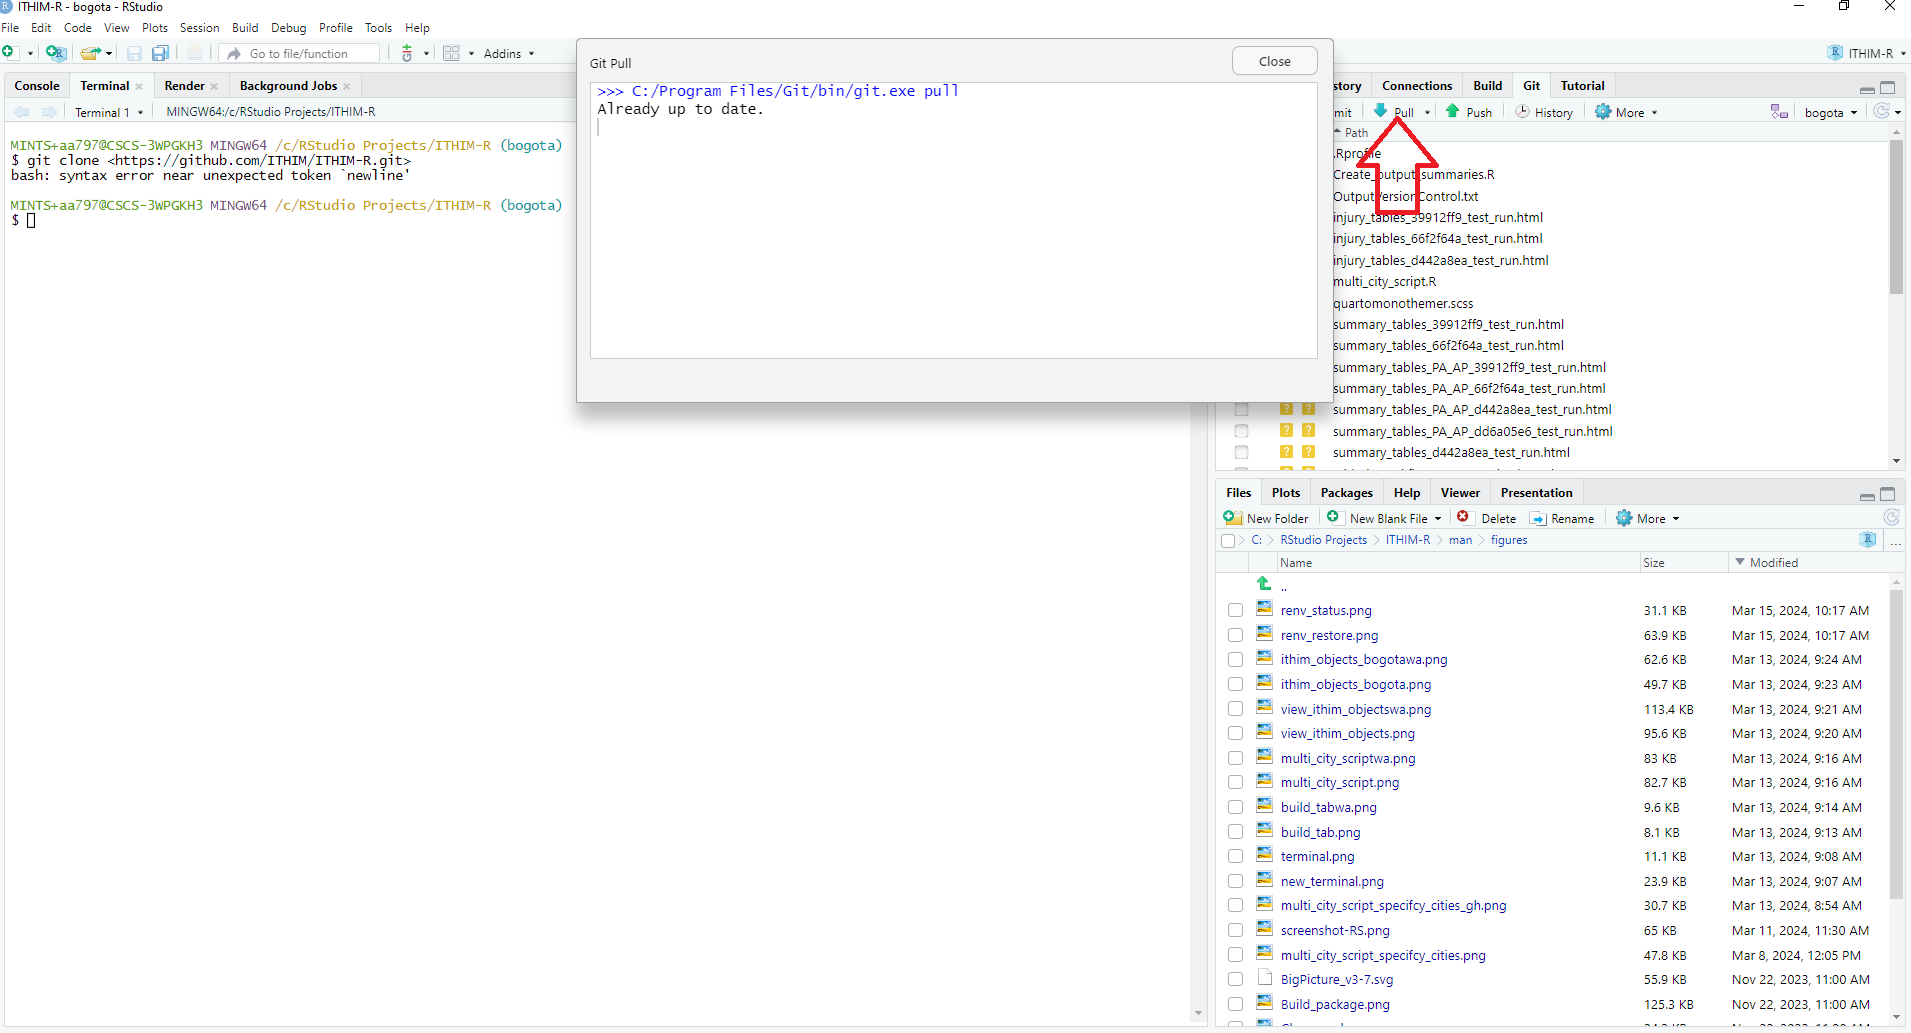 ITHIM-R - bogota - RStudio
File Edit Code View Plots Session Build Debug Profile Tools Help
Go to file/function Git Addins ITHIM-R
Console Terminal Render Background Jobs
Terminal 1 MINGW64:/c/RStudio Projects/ITHIM-R
MINTS+aa797@CSCS-3WPGKH3 MINGW64 /c/RStudio Projects/ITHIM-R (bogota)
$ git clone <https://github.com/ITHIM/ITHIM-R.git>
bash: syntax error near unexpected token `newline'
MINTS+aa797@CSCS-3WPGKH3 MINGW64 /c/RStudio Projects/ITHIM-R (bogota)
$
Git Pull
Close
>>> C:/Program Files/Git/bin/git.exe pull
Already up to date.
story Connections Build Git Tutorial
mit Pull Push History More bogota
Path
.Rprofile
Create_output_summaries.R
OutputVersionControl.txt
injury_tables_39912ff9_test_run.html
injury_tables_66f2f64a_test_run.html
injury_tables_d442a8ea_test_run.html
multi_city_script.R
quartomonothemer.scss
summary_tables_39912ff9_test_run.html
summary_tables_66f2f64a_test_run.html
summary_tables_PA_AP_39912ff9_test_run.html
summary_tables_PA_AP_66f2f64a_test_run.html
? ? summary_tables_PA_AP_d442a8ea_test_run.html
? ? summary_tables_PA_AP_dd6a05e6_test_run.html
? ? summary_tables_d442a8ea_test_run.html
Files Plots Packages Help Viewer Presentation
New Folder New Blank File Delete Rename More
C: RStudio Projects ITHIM-R man figures ...
Name Size Modified
..
renv_status.png 31.1 KB Mar 15, 2024, 10:17 AM
renv_restore.png 63.9 KB Mar 15, 2024, 10:17 AM
ithim_objects_bogotawa.png 62.6 KB Mar 13, 2024, 9:24 AM
ithim_objects_bogota.png 49.7 KB Mar 13, 2024, 9:23 AM
view_ithim_objectswa.png 113.4 KB Mar 13, 2024, 9:21 AM
view_ithim_objects.png 95.6 KB Mar 13, 2024, 9:20 AM
multi_city_scriptwa.png 83 KB Mar 13, 2024, 9:16 AM
multi_city_script.png 82.7 KB Mar 13, 2024, 9:16 AM
build_tabwa.png 9.6 KB Mar 13, 2024, 9:14 AM
build_tab.png 8.1 KB Mar 13, 2024, 9:13 AM
terminal.png 11.1 KB Mar 13, 2024, 9:08 AM
new_terminal.png 23.9 KB Mar 13, 2024, 9:07 AM
multi_city_script_specifcy_cities_gh.png 30.7 KB Mar 13, 2024, 8:54 AM
screenshot-RS.png 65 KB Mar 11, 2024, 11:30 AM
multi_city_script_specifcy_cities.png 47.8 KB Mar 8, 2024, 12:05 PM
BigPicture_v3-7.svg 55.9 KB Nov 22, 2023, 11:00 AM
Build_package.png 125.3 KB Nov 22, 2023, 11:00 AM